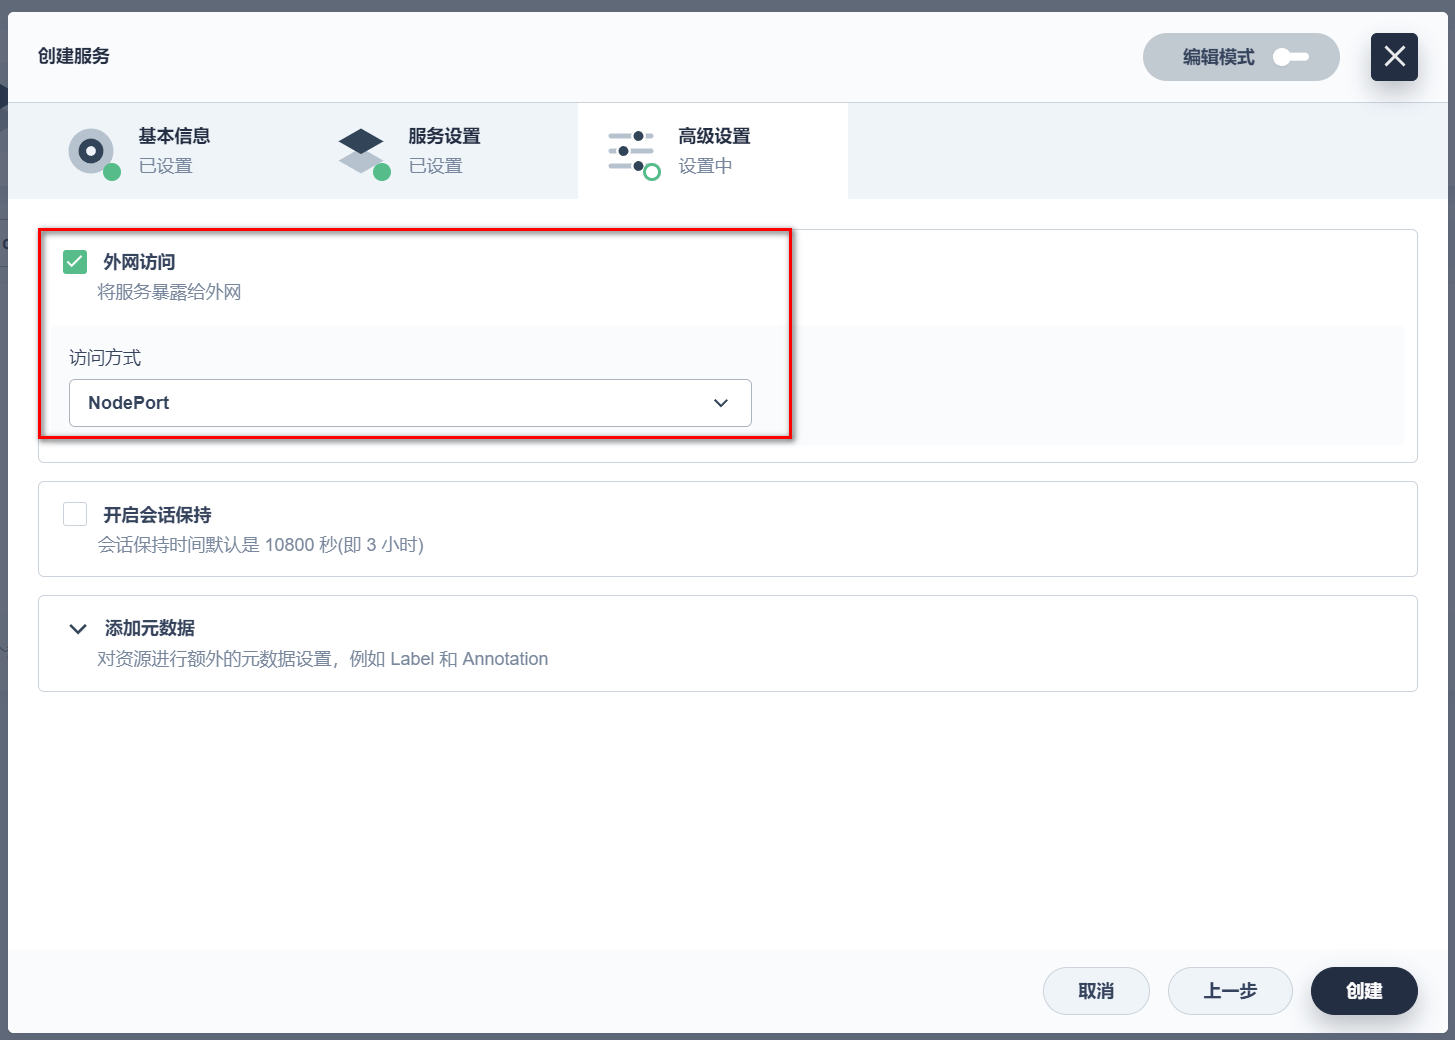 创建服务
编辑模式
基本信息
已设置
服务设置
已设置
高级设置
设置中
外网访问
将服务暴露给外网
访问方式
NodePort
开启会话保持
会话保持时间默认是 10800 秒(即 3 小时)
添加元数据
对资源进行额外的元数据设置，例如 Label 和 Annotation
取消
上一步
创建